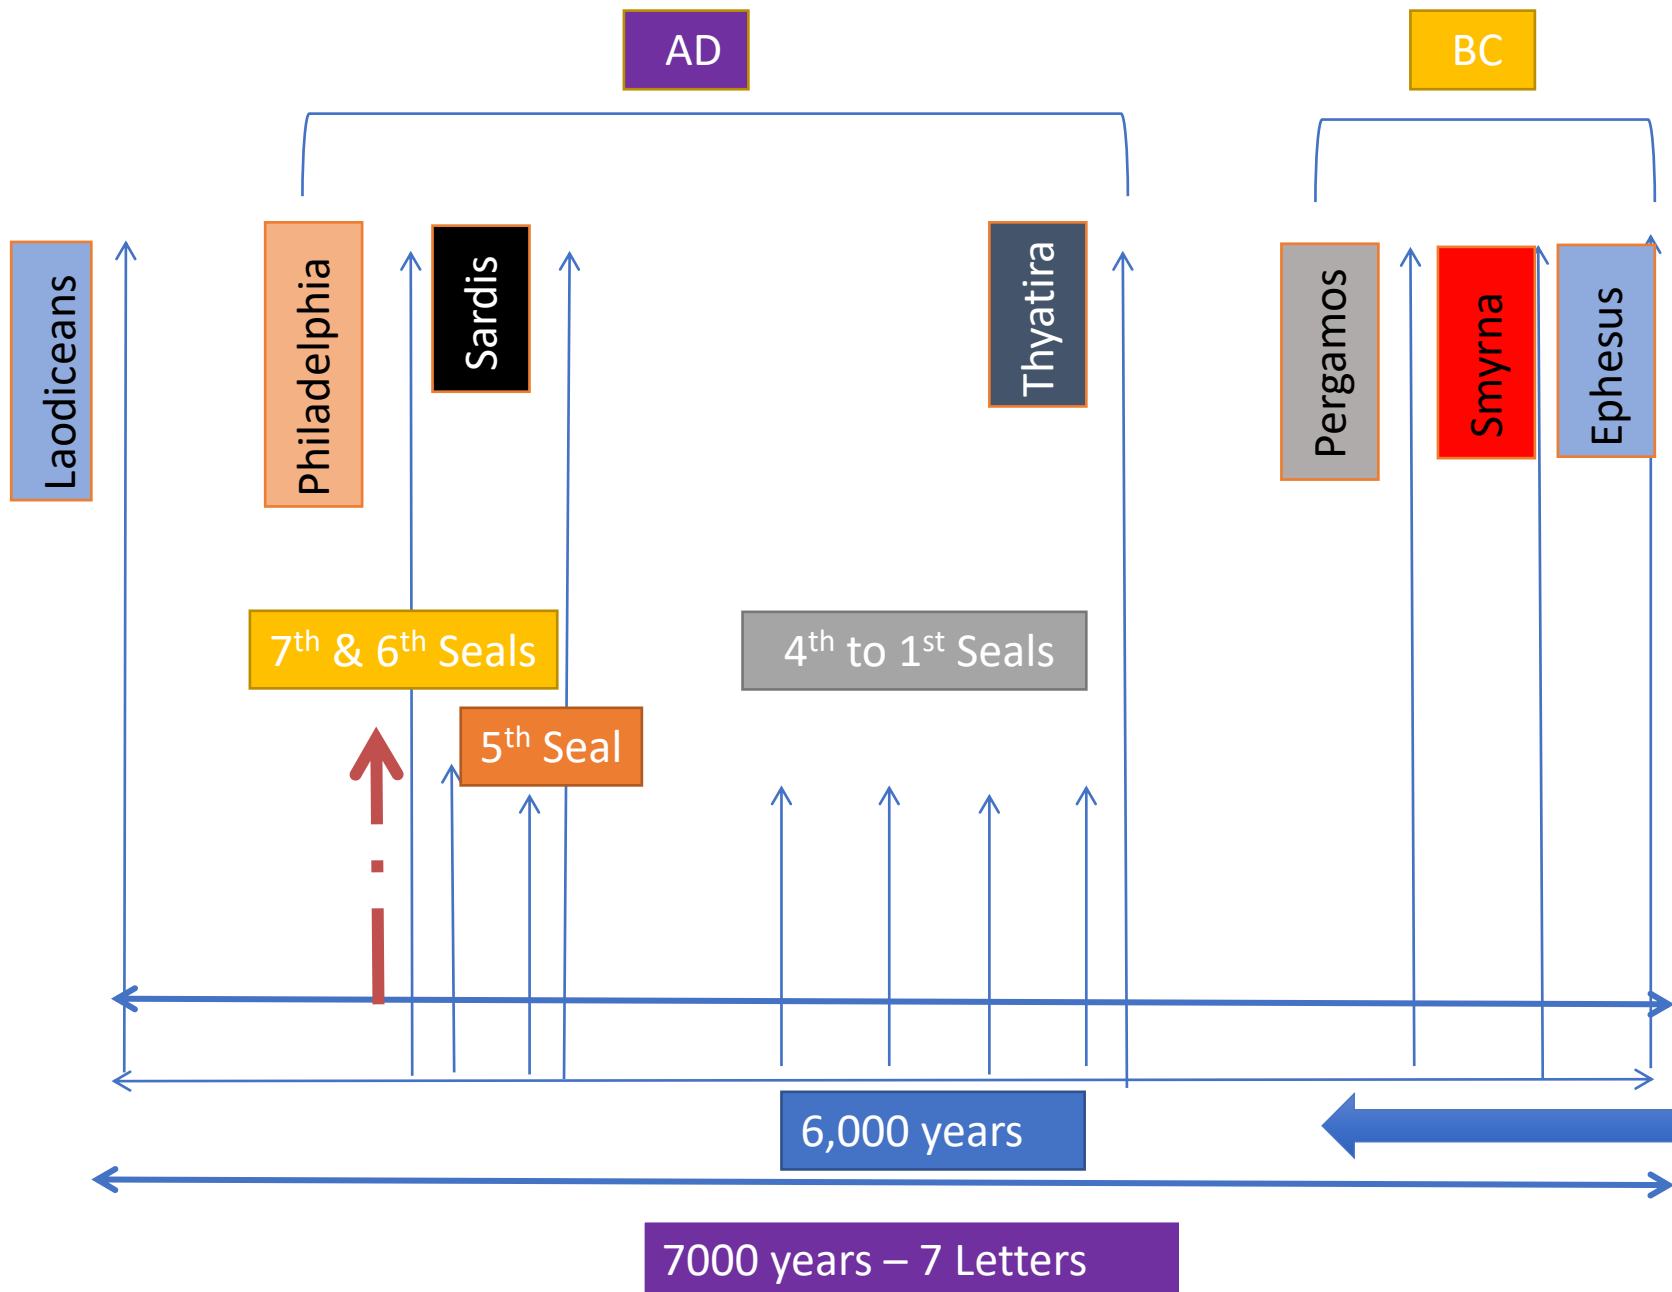 AD
BC
Laodiceans
Philadelphia
Sardis
Thyatira
Pergamos
Smyrna
Ephesus
7th & 6th Seals
4th to 1st Seals
5th Seal
6,000 years
7000 years – 7 Letters